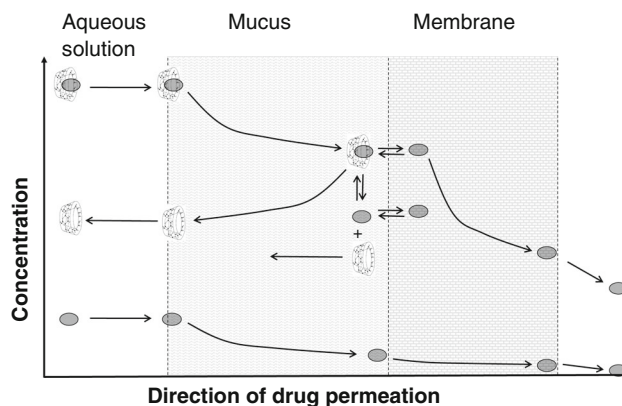 Aqueous
solution
Mucus
Membrane
Concentration
+
Direction of drug permeation